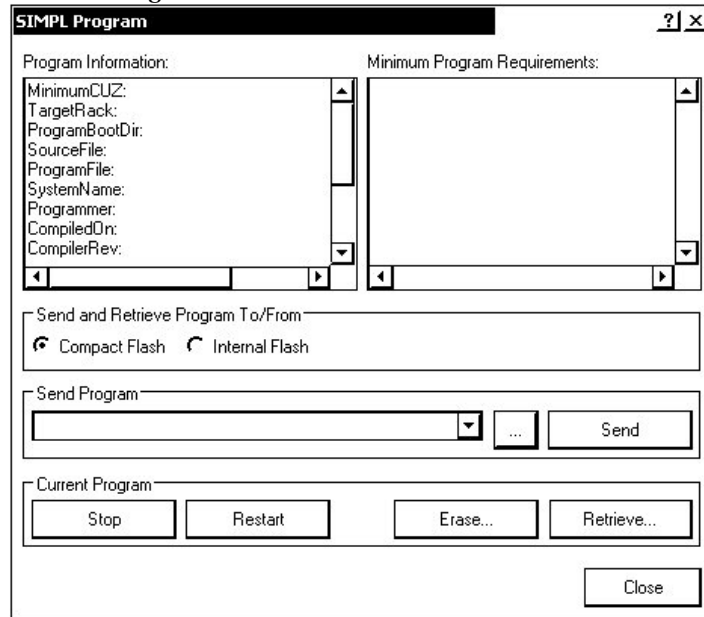 SIMPL Program
Program Information:
Minimum Program Requirements:
MinimumCUZ:
TargetRack:
ProgramBootDir:
SourceFile:
ProgramFile:
SystemName:
Programmer:
CompiledOn:
CompilerRev:
Send and Retrieve Program To/From
Compact Flash Internal Flash
Send Program
... Send
Current Program
Stop Restart Erase... Retrieve...
Close